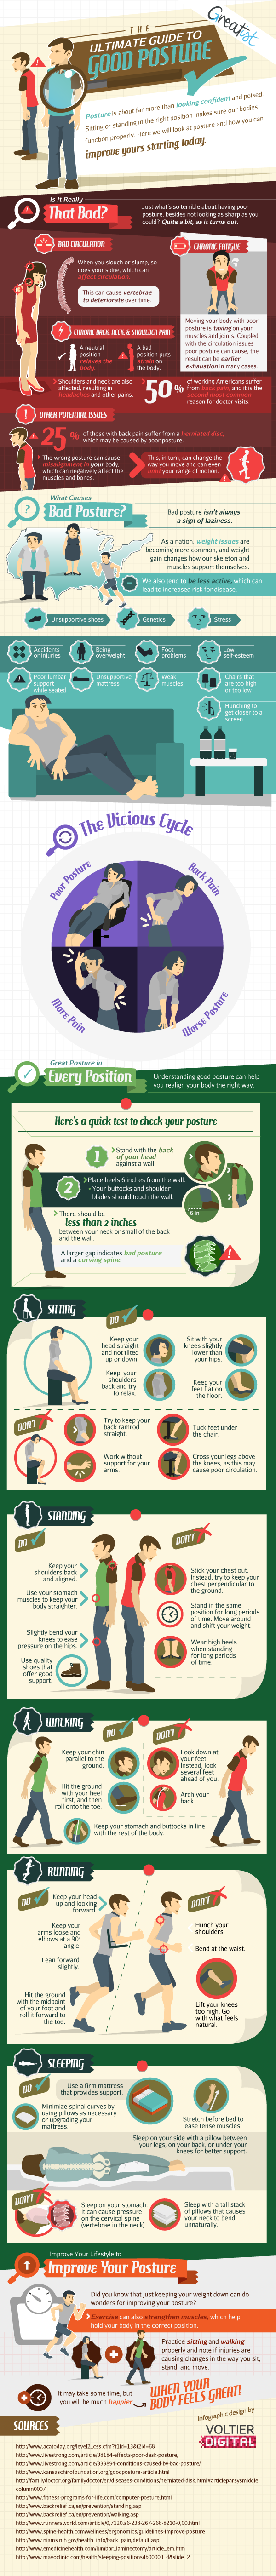 Greatist
THE
ULTIMATE GUIDE TO
GOOD POSTURE
Posture is about far more than looking confident and poised.
Sitting or standing in the right position makes sure our bodies
function properly. Here we will look at posture and how you can
improve yours starting today.
Is It Really
That Bad?
Just what's so terrible about having poor
posture, besides not looking as sharp as you
could? Quite a bit, as it turns out.
BAD CIRCULATION
When you slouch or slump, so
does your spine, which can
affect circulation.
This can cause vertebrae
to deteriorate over time.
CHRONIC FATIGUE
Moving your body with poor
posture is taxing on your
muscles and joints. Coupled
with the circulation issues
poor posture can cause, the
result can be earlier
exhaustion in many cases.
CHRONIC BACK, NECK & SHOULDER PAIN
A neutral
position
relaxes the
body.
A bad
position puts
strain on
the body.
Shoulders and neck are also
affected, resulting in
headaches and other pains.
50% of working Americans suffer
from back pain, and it is the
second most common
reason for doctor visits.
OTHER POTENTIAL ISSUES
25% of those with back pain suffer from a herniated disc,
which may be caused by poor posture.
The wrong posture can cause
misalignment in your body,
which can negatively affect the
muscles and bones.
This, in turn, can change the
way you move and can even
limit your range of motion.
What Causes
Bad Posture?
Bad posture isn't always
a sign of laziness.
As a nation, weight issues are
becoming more common, and weight
gain changes how our skeleton and
muscles support themselves.
We also tend to be less active, which can
lead to increased risk for disease.
Unsupportive shoes
Genetics
Stress
Accidents
or injuries
Being
overweight
Foot
problems
Low
self-esteem
Poor lumbar
support
while seated
Unsupportive
mattress
Weak
muscles
Chairs that
are too high
or too low
Hunching to
get closer to a
screen
The Vicious Cycle
Poor Posture
Back Pain
More Pain
Worse Posture
Great Posture in
Every Position
Understanding good posture can help
you realign your body the right way.
Here's a quick test to check your posture
1
Stand with the back
of your head
against a wall.
2
Place heels 6 inches from the wall.
- Your buttocks and shoulder
blades should touch the wall.
6 in
There should be
less than 2 inches
between your neck or small of the back
and the wall.
A larger gap indicates bad posture
and a curving spine.
SITTING
DO
Keep your
head straight
and not tilted
up or down.
Sit with your
knees slightly
lower than
your hips.
Keep your
shoulders
back and try
to relax.
Keep your
feet flat on
the floor.
DON'T
Try to keep your
back ramrod
straight.
Tuck feet under
the chair.
Work without
support for your
arms.
Cross your legs above
the knees, as this may
cause poor circulation.
STANDING
DO
Keep your
shoulders back
and aligned.
Use your stomach
muscles to keep your
body straighter.
Slightly bend your
knees to ease
pressure on the hips.
Use quality
shoes that
offer good
support.
DON'T
Stick your chest out.
Instead, try to keep your
chest perpendicular to
the ground.
Stand in the same
position for long periods
of time. Move around
and shift your weight.
Wear high heels
when standing
for long periods
of time.
WALKING
DO
Keep your chin
parallel to the
ground.
Hit the ground
with your heel
first, and then
roll onto the toe.
DON'T
Look down at
your feet.
Instead, look
several feet
ahead of you.
Arch your
back.
Keep your stomach and buttocks in line
with the rest of the body.
RUNNING
DO
Keep your head
up and looking
forward.
Keep your
arms loose and
elbows at a 90°
angle.
Lean forward
slightly.
Hit the ground
with the midpoint
of your foot and
roll it forward to
the toe.
DON'T
Hunch your
shoulders.
Bend at the waist.
Lift your knees
too high. Go
with what feels
natural.
SLEEPING
DO
Use a firm mattress
that provides support.
Minimize spinal curves by
using pillows as necessary
or upgrading your
mattress.
Stretch before bed to
ease tense muscles.
Sleep on your side with a pillow between
your legs, on your back, or under your
knees for better support.
DON'T
Sleep on your stomach.
It can cause pressure
on the cervical spine
(vertebrae in the neck).
Sleep with a tall stack
of pillows that causes
your neck to bend
unnaturally.
Improve Your Lifestyle to
Improve Your Posture
Did you know that just keeping your weight down can do
wonders for improving your posture?
Exercise can also strengthen muscles, which help
hold your body in the correct position.
Practice sitting and walking
properly and note if injuries are
causing changes in the way you sit,
stand, and move.
It may take some time, but
you will be much happier
WHEN YOUR
BODY FEELS GREAT!
SOURCES
Infographic design by
VOLTIER
DIGITAL
http://www.acatoday.org/level2_css.cfm?t1id=13&t2id=68
http://www.livestrong.com/article/38184-effects-poor-desk-posture/
http://www.livestrong.com/article/339894-conditions-caused-by-bad-posture/
http://www.kansaschirofoundation.org/goodposture-article.html
http://familydoctor.org/familydoctor/en/diseases-conditions/herniated-disk.html#articleparsysmiddle
column0007
http://www.fitness-programs-for-life.com/computer-posture.html
http://www.backrelief.ca/en/prevention/standing.asp
http://www.backrelief.ca/en/prevention/walking.asp
http://www.runnersworld.com/article/0,7120,s6-238-267-268-8210-0,00.html
http://www.spine-health.com/wellness/ergonomics/guidelines-improve-posture
http://www.niams.nih.gov/health_info/back_pain/default.asp
http://www.emedicinehealth.com/lumbar_laminectomy/article_em.htm
http://www.mayoclinic.com/health/sleeping-positions/lb00003_d&slide=2